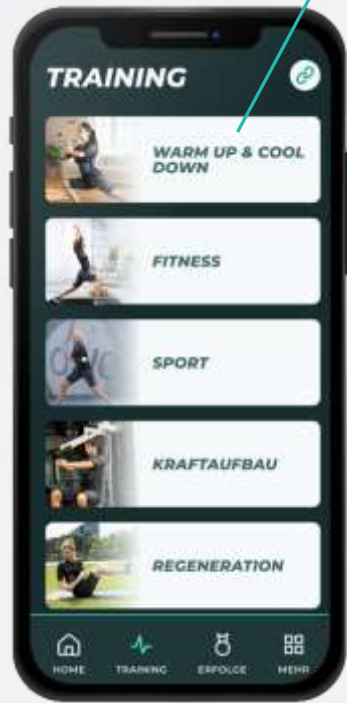 TRAINING
WARM UP & COOL
DOWN
FITNESS
SPORT
KRAFTAUFBAU
REGENERATION
HOME
TRAINING
ERFOLGE
MEHR